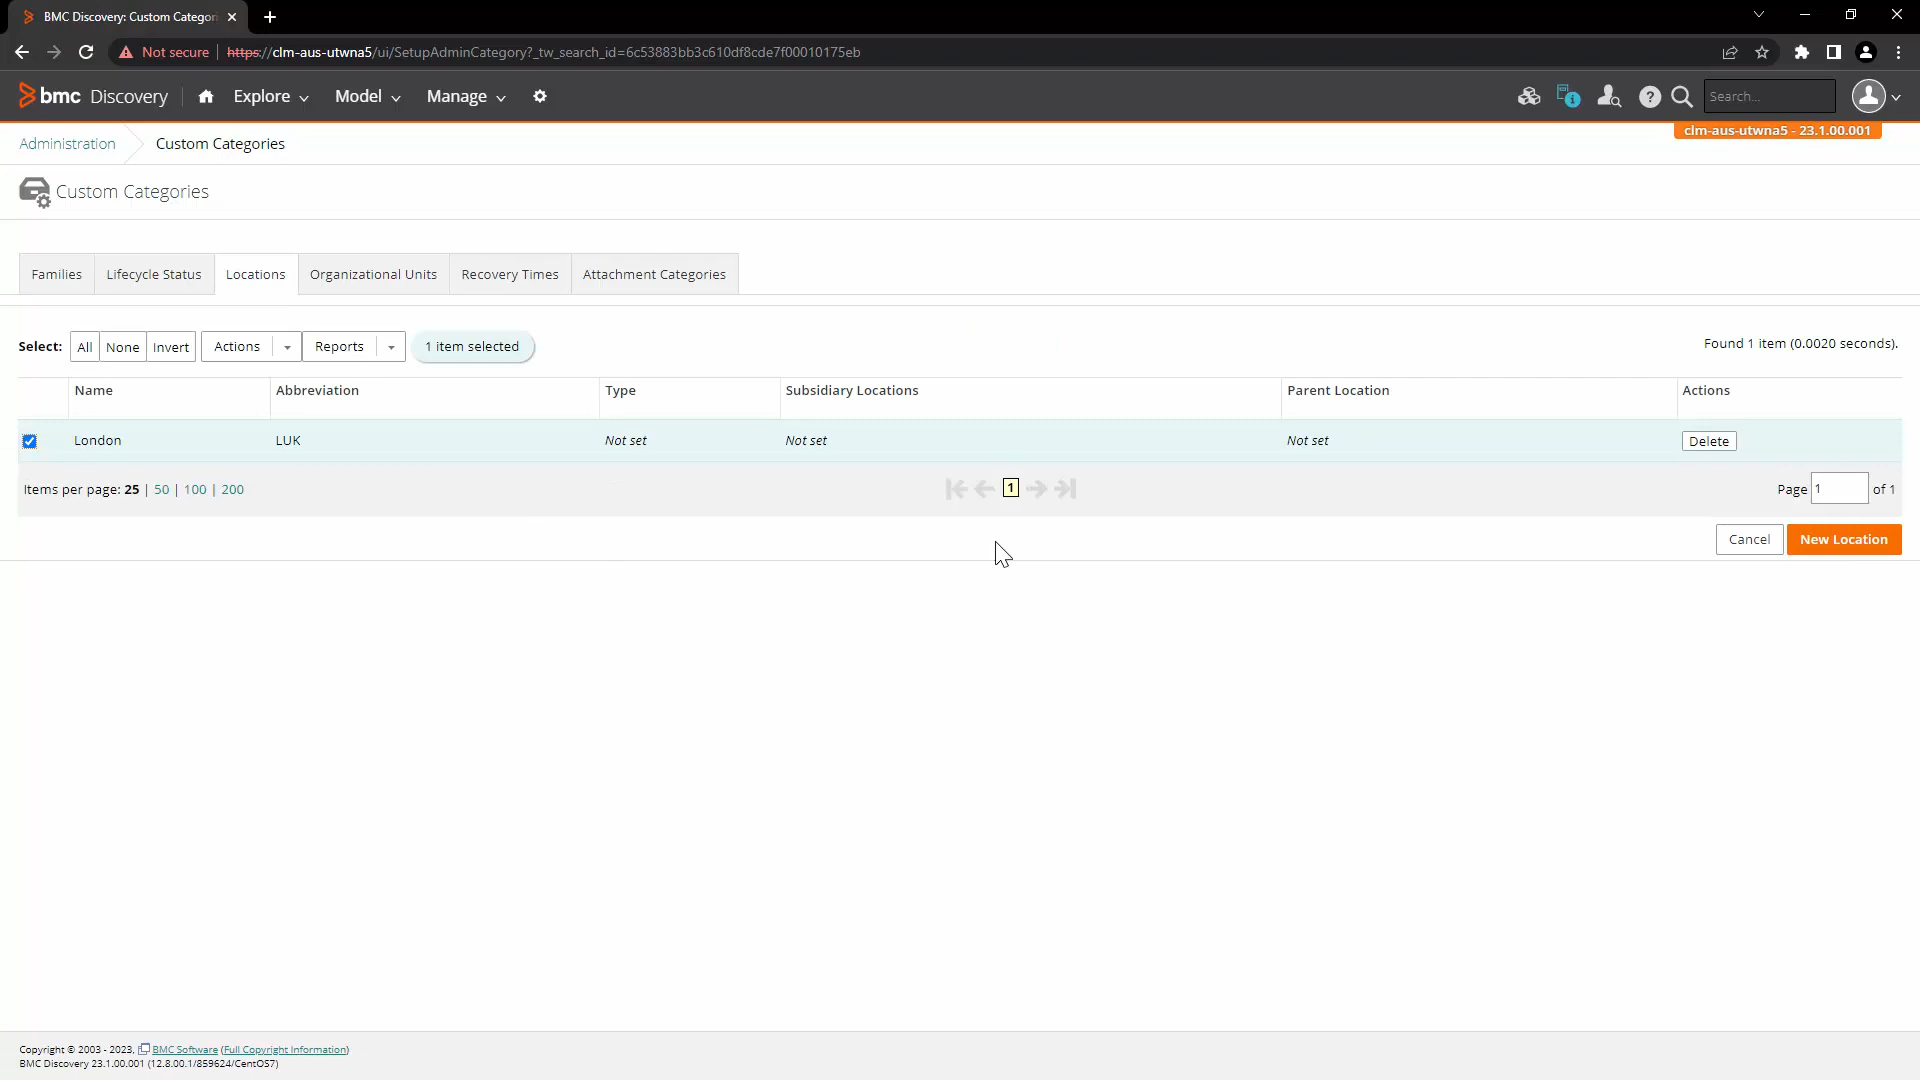 BMC Discovery: Custom Categori
Not secure https://clm-aus-utwna5/ui/SetupAdminCategory?_tw_search_id=6c53883bb3c610df8cde7f00010175eb
bmc Discovery Explore Model Manage Search...
clm-aus-utwna5 - 23.1.00.001
Administration Custom Categories
Custom Categories
Families Lifecycle Status Locations Organizational Units Recovery Times Attachment Categories
Select: All None Invert Actions Reports 1 item selected Found 1 item (0.0020 seconds).
Name Abbreviation Type Subsidiary Locations Parent Location Actions
London LUK Not set Not set Not set Delete
Items per page: 25 | 50 | 100 | 200 1 Page 1 of 1
Cancel New Location
Copyright © 2003 - 2023, BMC Software (Full Copyright Information)
BMC Discovery 23.1.00.001 (12.8.00.1/859624/CentOS7)